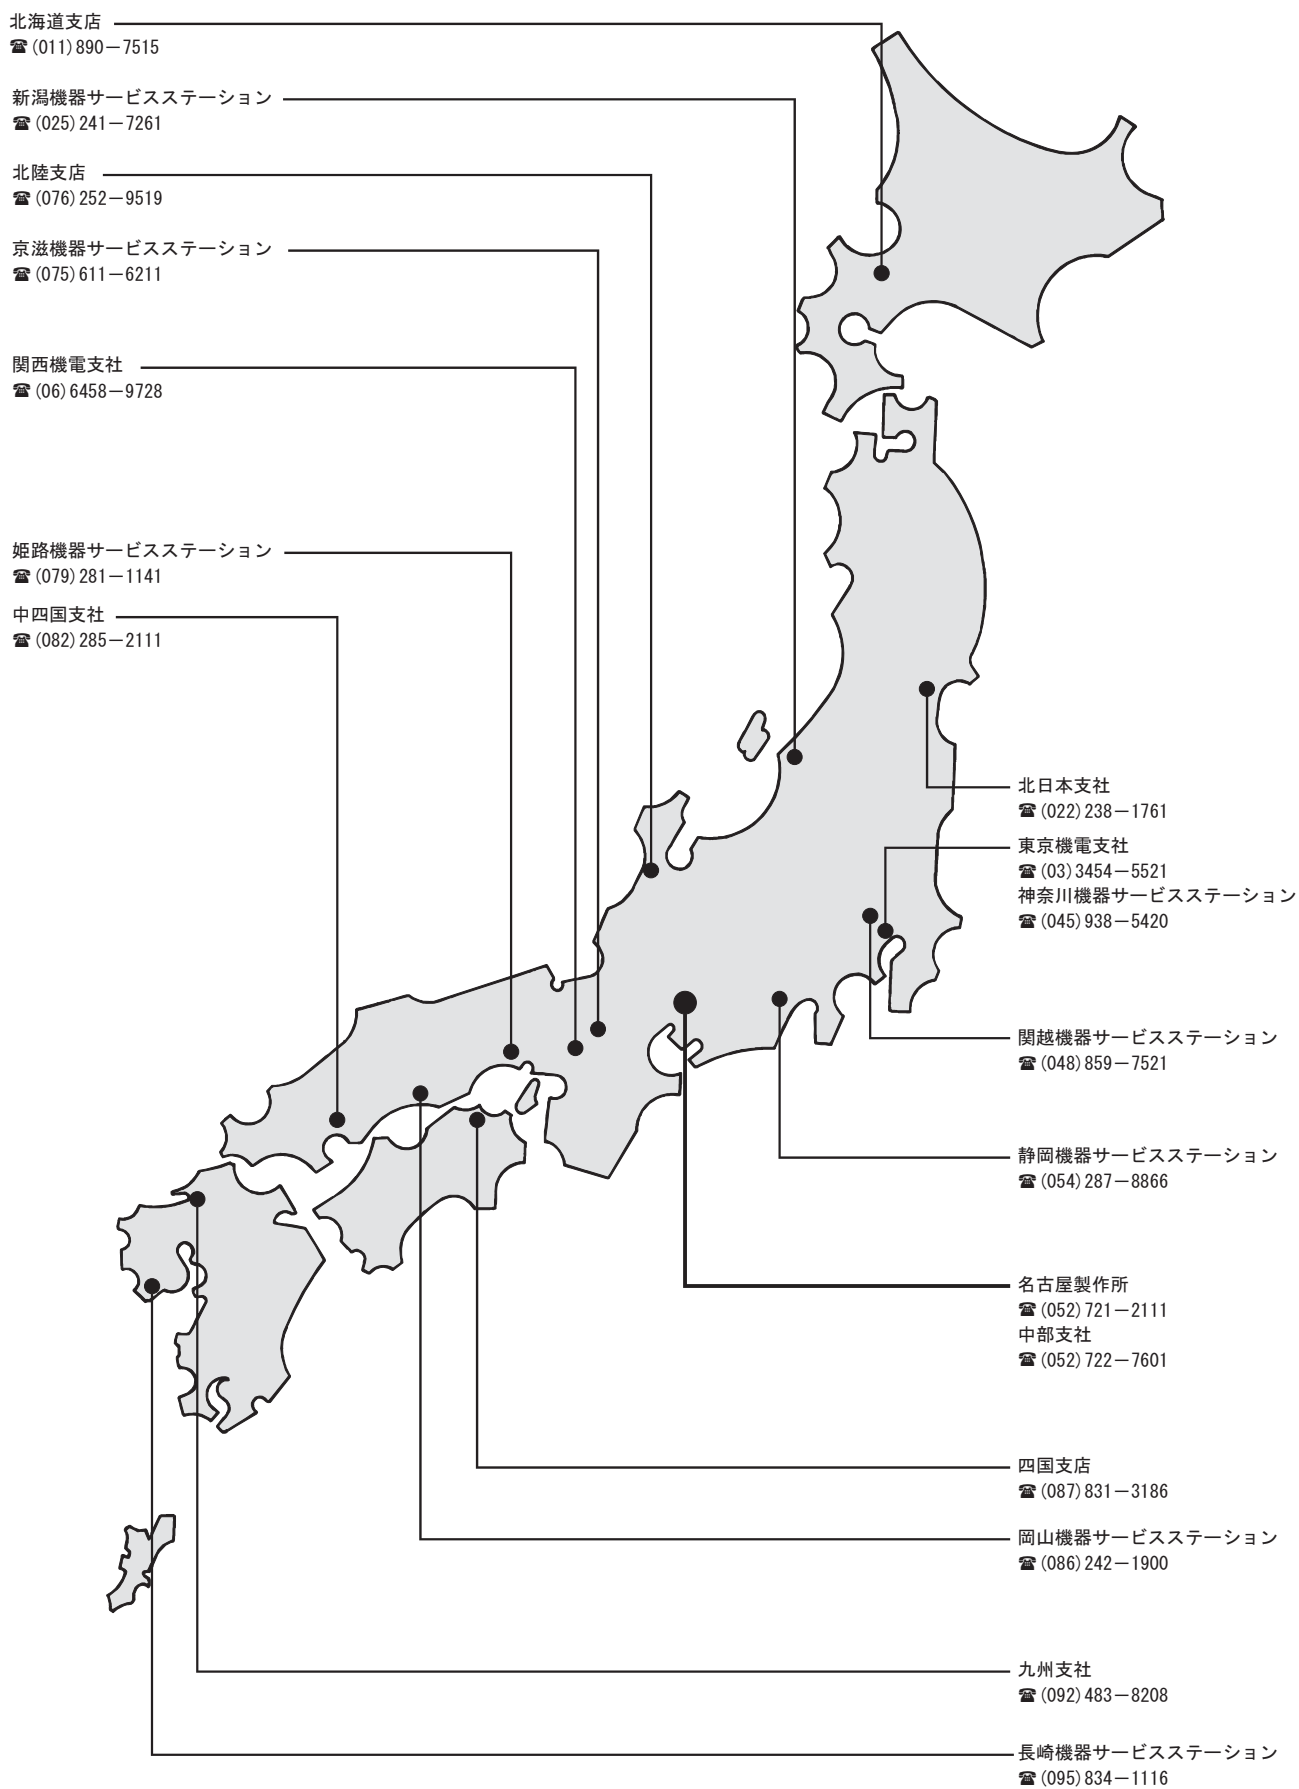 北海道支店
☎(011)890－7515
新潟機器サービスステーション
☎(025)241－7261
北陸支店
☎(076)252－9519
京滋機器サービスステーション
☎(075)611－6211
関西機電支社
☎(06)6458－9728
姫路機器サービスステーション
☎(079)281－1141
中四国支社
☎(082)285－2111
北日本支社
☎(022)238－1761
東京機電支社
☎(03)3454－5521
神奈川機器サービスステーション
☎(045)938－5420
関越機器サービスステーション
☎(048)859－7521
静岡機器サービスステーション
☎(054)287－8866
名古屋製作所
☎(052)721－2111
中部支社
☎(052)722－7601
四国支店
☎(087)831－3186
岡山機器サービスステーション
☎(086)242－1900
九州支社
☎(092)483－8208
長崎機器サービスステーション
☎(095)834－1116